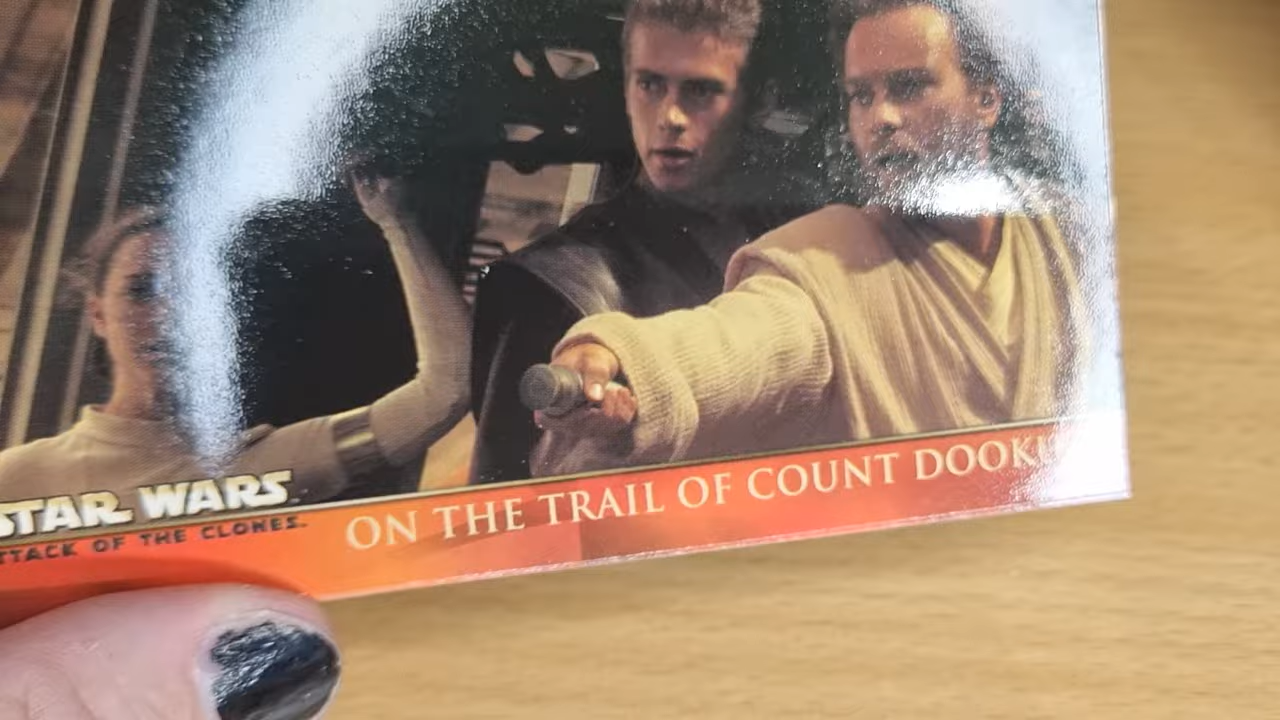 STAR WARS
ATTACK OF THE CLONES.
ON THE TRAIL OF COUNT DOOKU